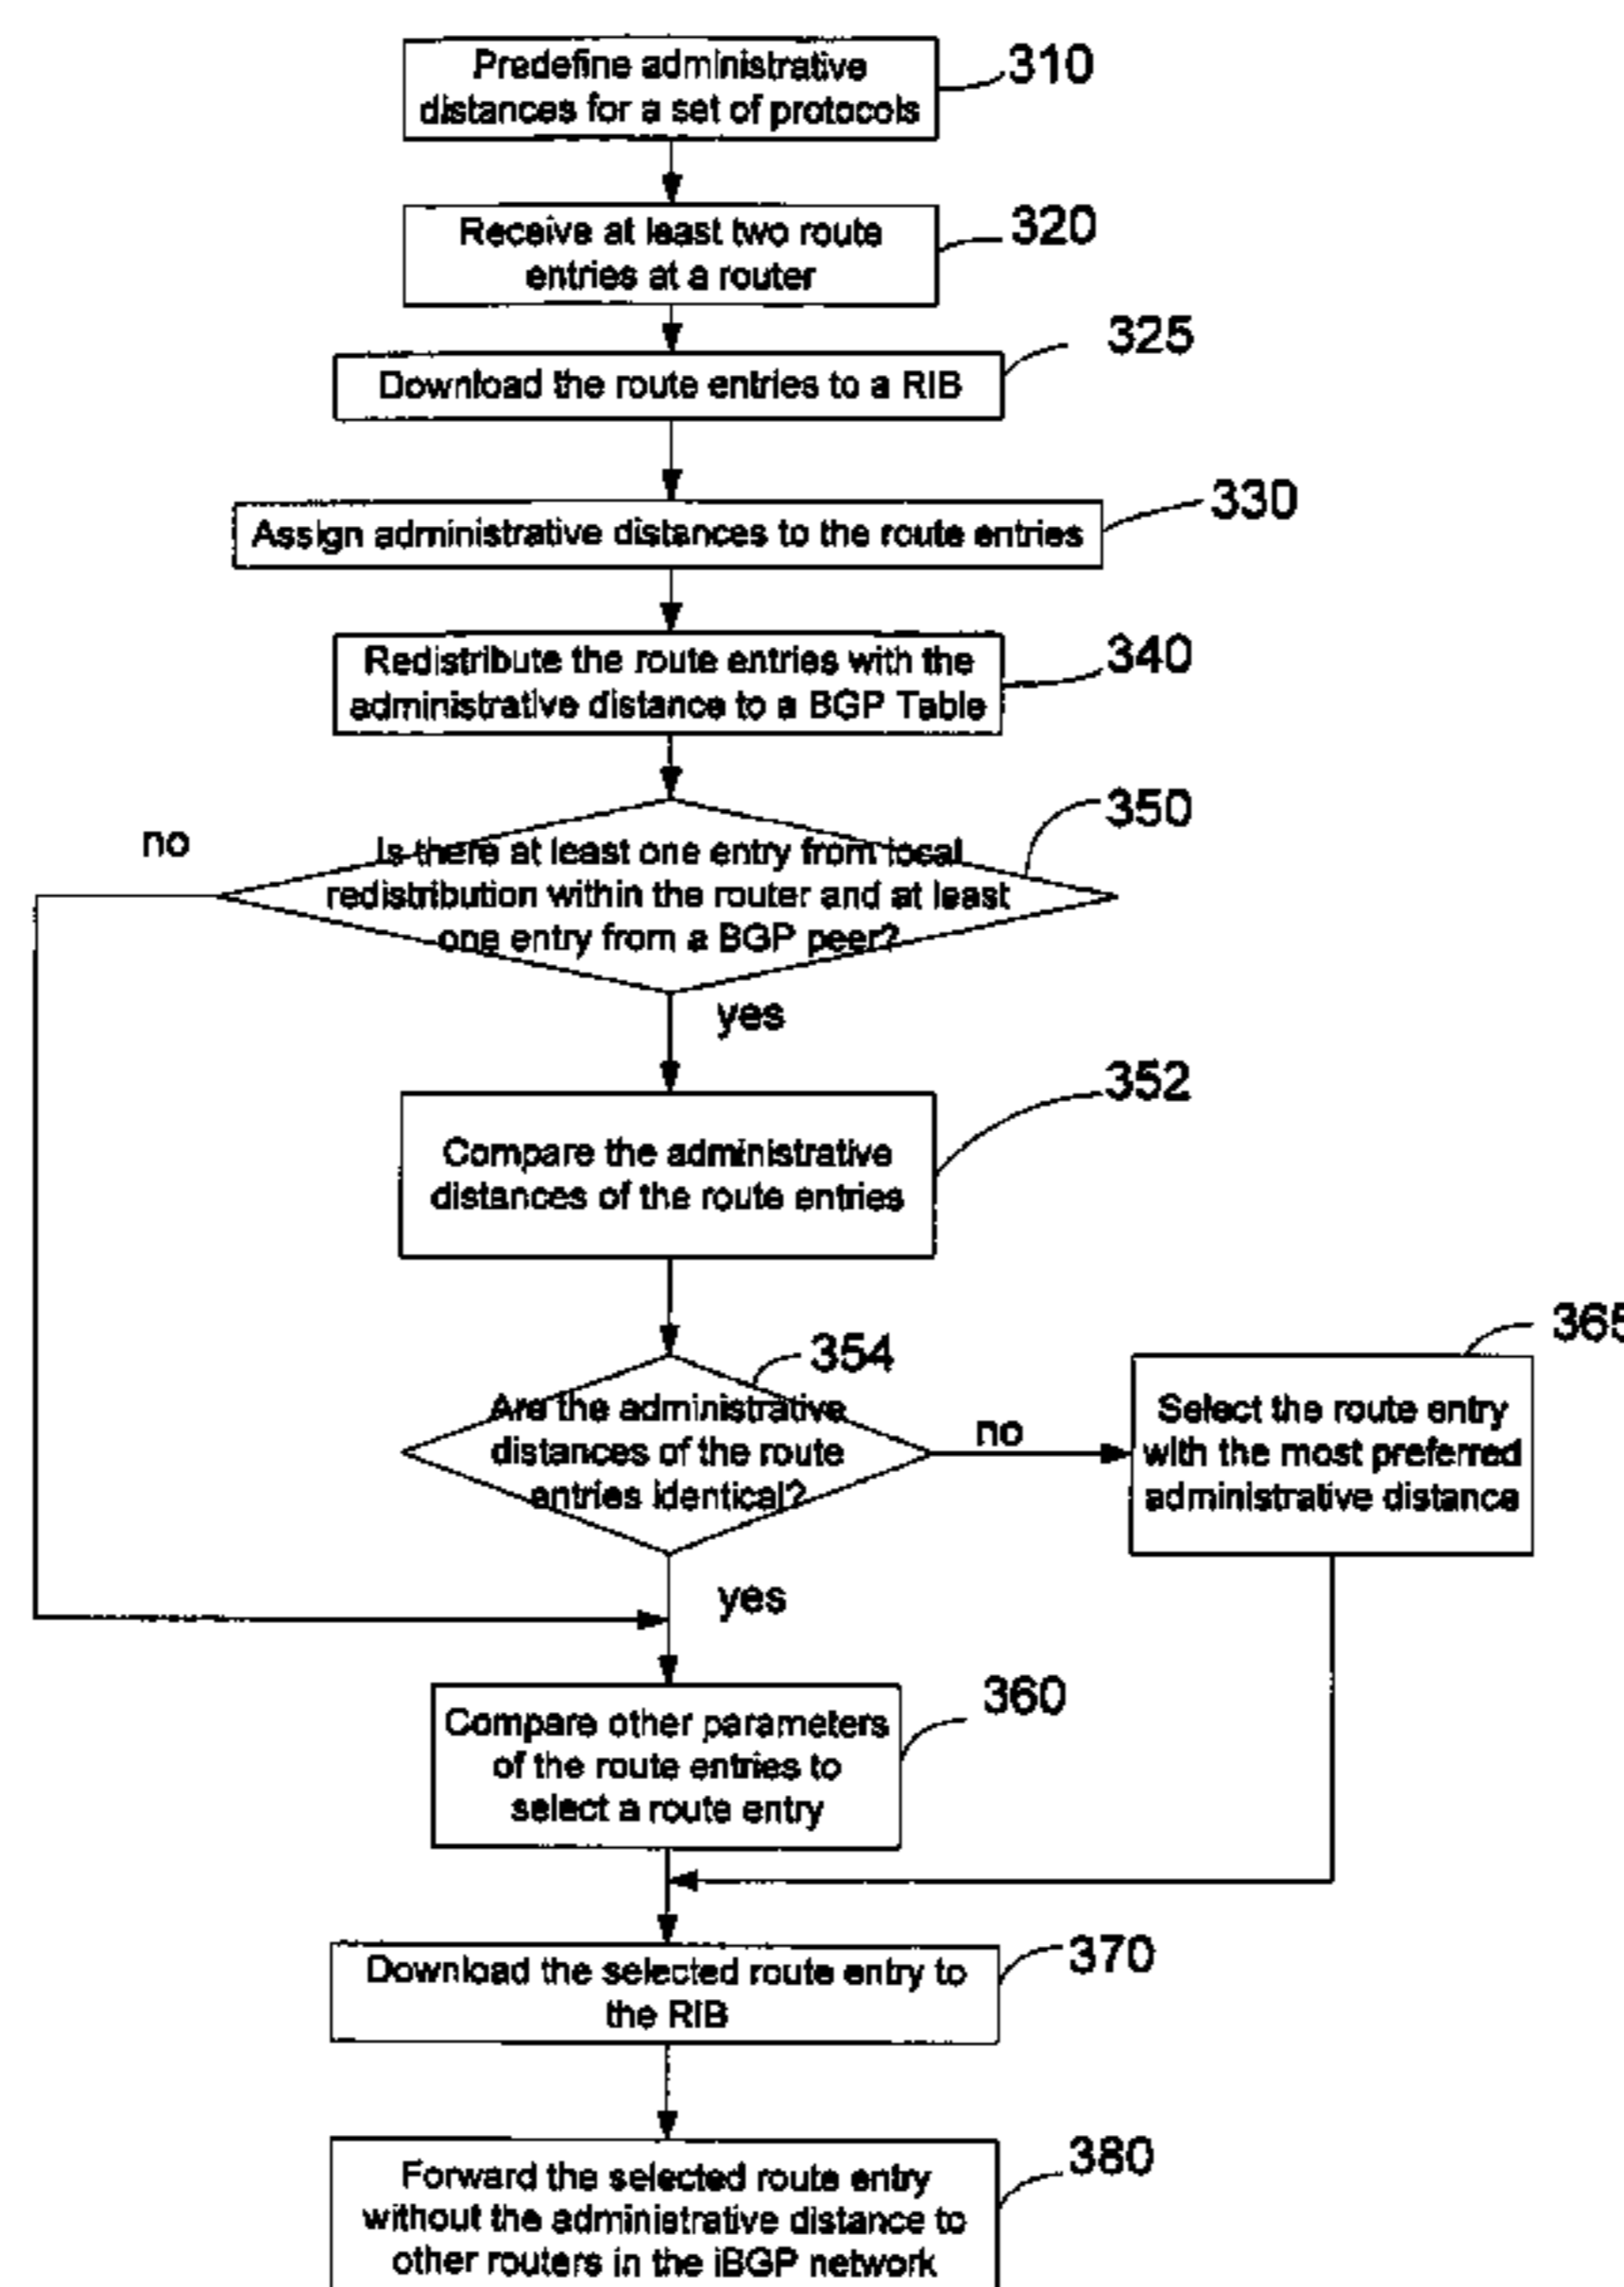 Predefine administrative
distances for a set of protocols
310
Receive at least two route
entries at a router
320
Download the route entries to a RIB
325
Assign administrative distances to the route entries
330
Redistribute the route entries with the
administrative distance to a BGP Table
340
no
Is there at least one entry from local
redistribution within the router and at least
one entry from a BGP peer?
350
yes
Compare the administrative
distances of the route entries
352
Are the administrative
distances of the route
entries identical?
354
no
Select the route entry
with the most preferred
administrative distance
365
yes
Compare other parameters
of the route entries to
select a route entry
360
Download the selected route entry to
the RIB
370
Forward the selected route entry
without the administrative distance to
other routers in the iBGP network
380